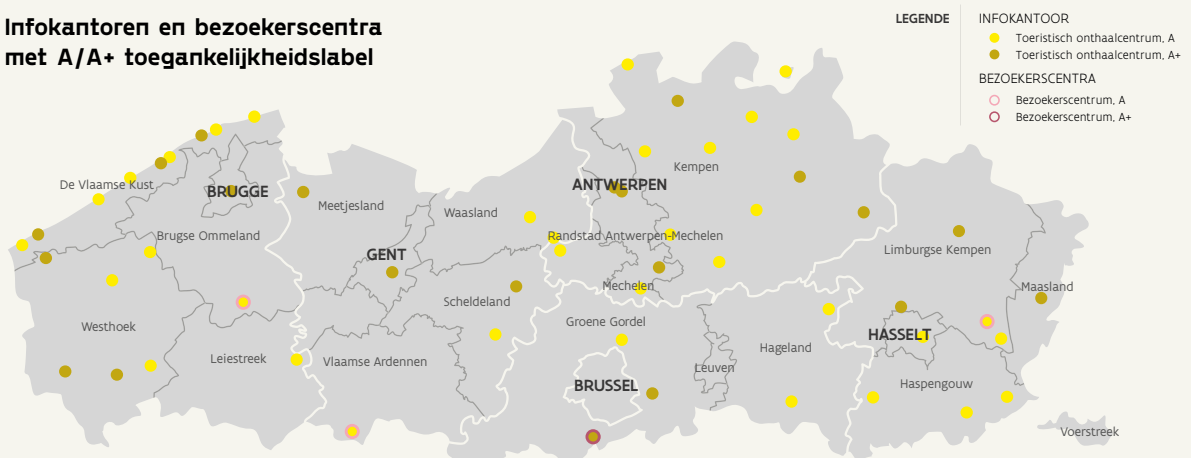 Infokantoren en bezoekerscentra
met A/A+ toegankelijkheidslabel
LEGENDE
INFOKANTOOR
Toeristisch onthaalcentrum, A
Toeristisch onthaalcentrum, A+
BEZOEKERSCENTRA
Bezoekerscentrum, A
Bezoekerscentrum, A+
De Vlaamse Kust
BRUGGE
Meetjesland
Waasland
ANTWERPEN
Kempen
Brugse Ommeland
GENT
Randstad Antwerpen-Mechelen
Limburgse Kempen
Mechelen
Maasland
Scheldeland
Westhoek
Groene Gordel
HASSELT
Leiestreek
Vlaamse Ardennen
Hageland
Leuven
BRUSSEL
Haspengouw
Voerstreek